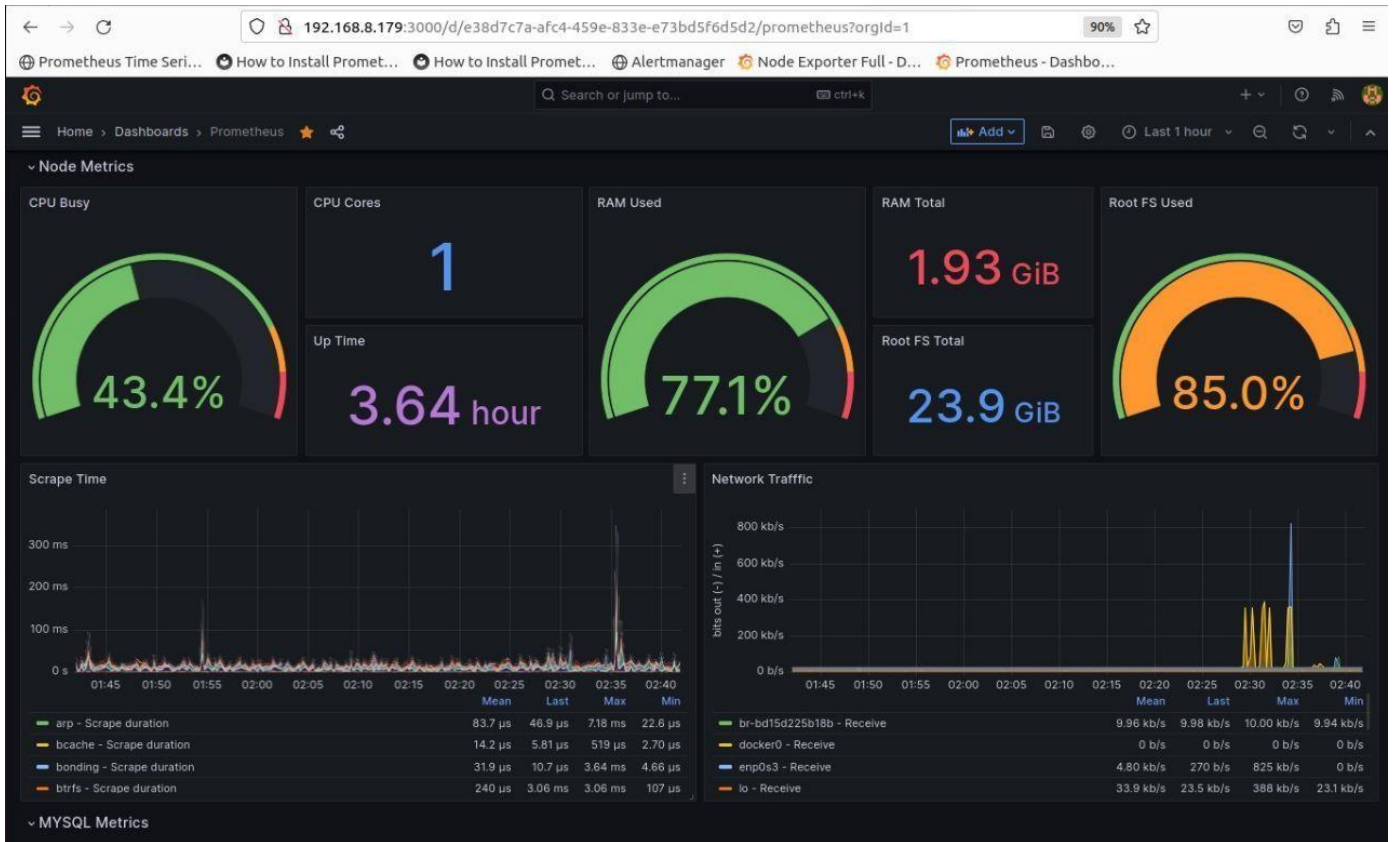 192.168.8.179:3000/d/e38d7c7a-afc4-459e-833e-e73bd5f6d5d2/prometheus?orgId=1
90%
Prometheus Time Seri... How to Install Promet... How to Install Promet... Alertmanager Node Exporter Full - D... Prometheus - Dashbo...
Search or jump to... ctrl+k
Home › Dashboards › Prometheus Add Last 1 hour
Node Metrics
CPU Busy
43.4%
CPU Cores
1
Up Time
3.64 hour
RAM Used
77.1%
RAM Total
1.93 GiB
Root FS Total
23.9 GiB
Root FS Used
85.0%
Scrape Time
300 ms
200 ms
100 ms
0 s
01:45 01:50 01:55 02:00 02:05 02:10 02:15 02:20 02:25 02:30 02:35 02:40
Mean Last Max Min
arp - Scrape duration 83.7 µs 46.9 µs 7.18 ms 22.6 µs
bcache - Scrape duration 14.2 µs 5.81 µs 519 µs 2.70 µs
bonding - Scrape duration 31.9 µs 10.7 µs 3.64 ms 4.66 µs
btrfs - Scrape duration 240 µs 3.06 ms 3.06 ms 107 µs
Network Trafffic
bits out (-) / in (+)
800 kb/s
600 kb/s
400 kb/s
200 kb/s
0 b/s
01:45 01:50 01:55 02:00 02:05 02:10 02:15 02:20 02:25 02:30 02:35 02:40
Mean Last Max Min
br-bd15d225b18b - Receive 9.96 kb/s 9.98 kb/s 10.00 kb/s 9.94 kb/s
docker0 - Receive 0 b/s 0 b/s 0 b/s 0 b/s
enp0s3 - Receive 4.80 kb/s 270 b/s 825 kb/s 0 b/s
lo - Receive 33.9 kb/s 23.5 kb/s 388 kb/s 23.1 kb/s
MYSQL Metrics